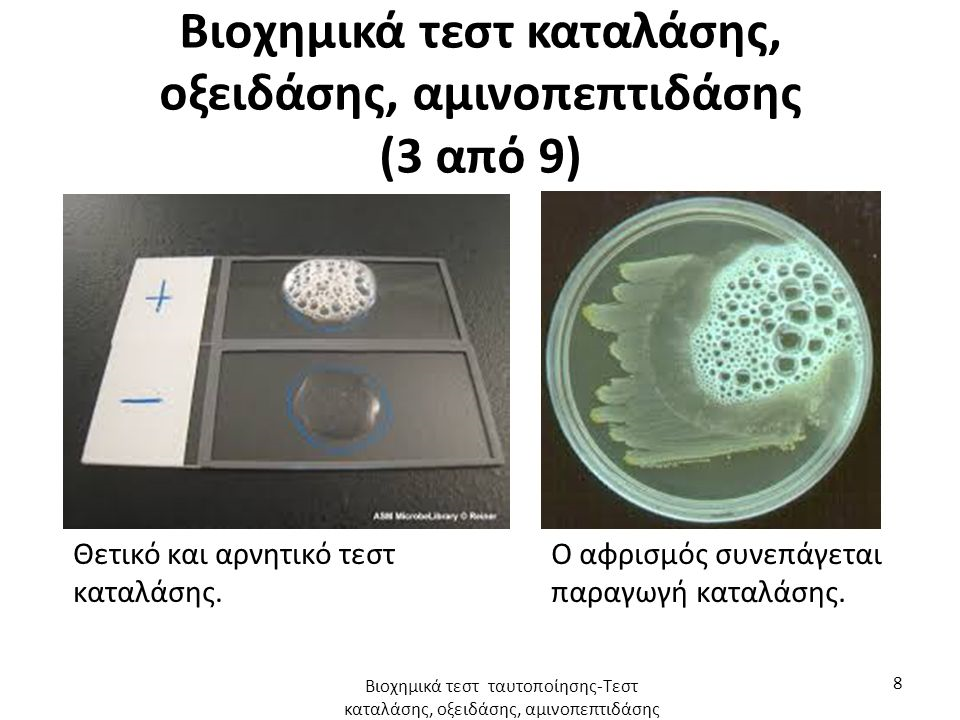 Βιοχημικά τεστ καταλάσης,
οξειδάσης, αμινοπεπτιδάσης
(3 από 9)
+
−
ASM MicrobeLibrary © Reiner
Θετικό και αρνητικό τεστ
καταλάσης.
Ο αφρισμός συνεπάγεται
παραγωγή καταλάσης.
Βιοχημικά τεστ ταυτοποίησης-Τεστ
καταλάσης, οξειδάσης, αμινοπεπτιδάσης
8